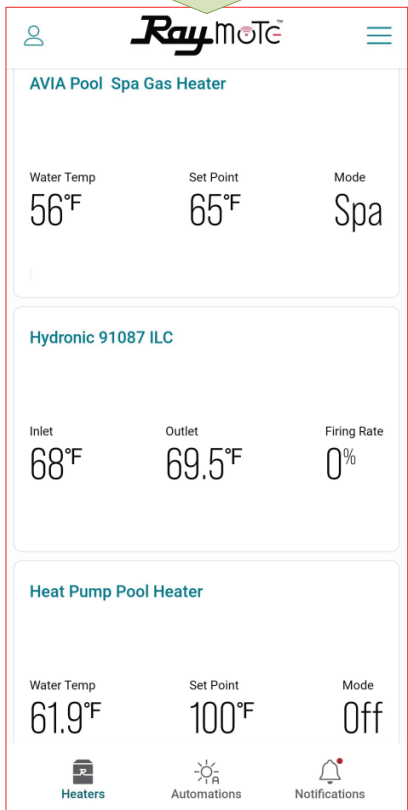 RayMOTE™
AVIA Pool Spa Gas Heater
Water Temp Set Point Mode
56°F 65°F Spa
Hydronic 91087 ILC
Inlet Outlet Firing Rate
68°F 69.5°F 0%
Heat Pump Pool Heater
Water Temp Set Point Mode
61.9°F 100°F Off
R A
Heaters Automations Notifications